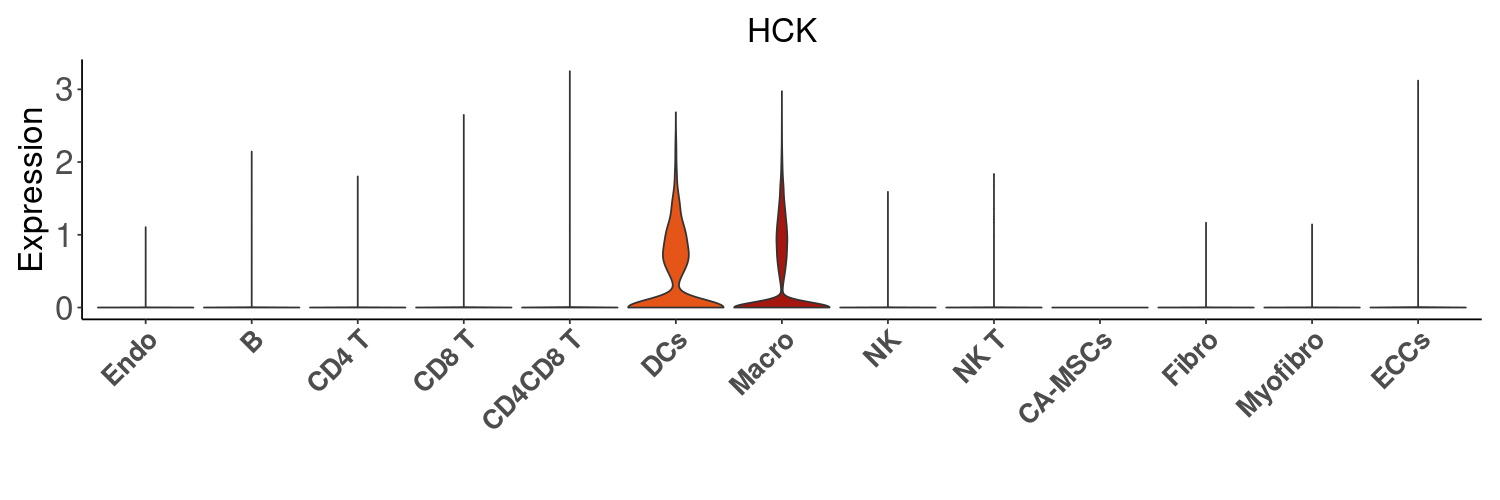 HCK
Expression
3
2
1
0
Endo
B
CD4 T
CD8 T
CD4CD8 T
DCs
Macro
NK
NK T
CA-MSCs
Fibro
Myofibro
ECCs